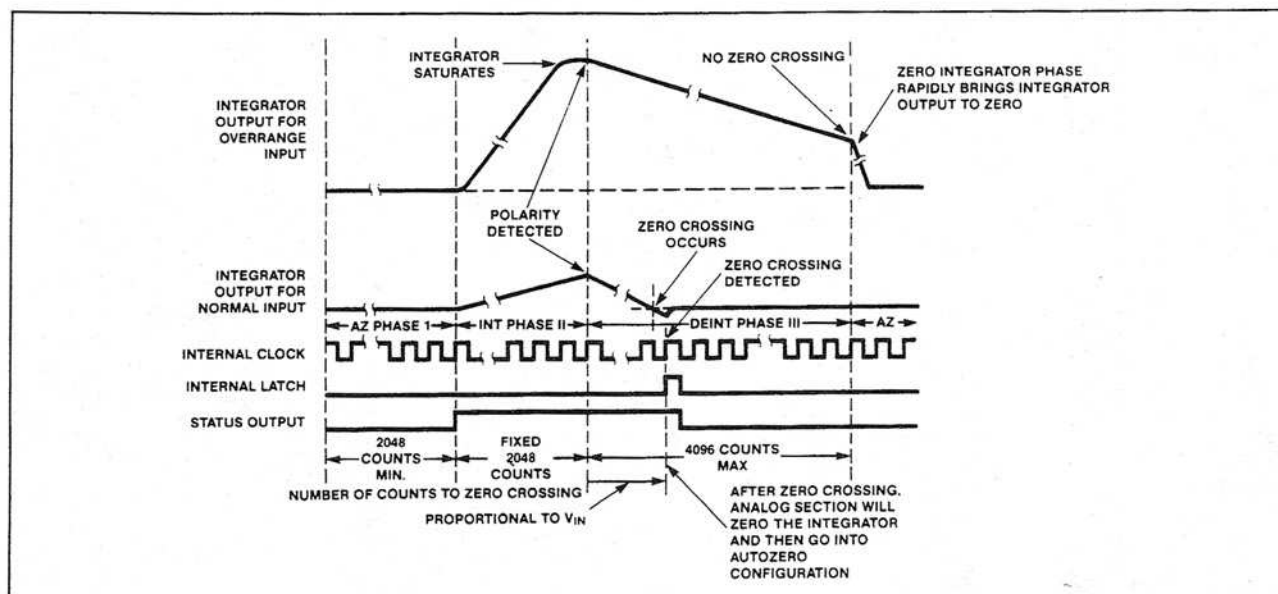 INTEGRATOR
SATURATES
NO ZERO CROSSING
ZERO INTEGRATOR PHASE
RAPIDLY BRINGS INTEGRATOR
OUTPUT TO ZERO
INTEGRATOR
OUTPUT FOR
OVERRANGE
INPUT
POLARITY
DETECTED
ZERO CROSSING
OCCURS
ZERO CROSSING
DETECTED
INTEGRATOR
OUTPUT FOR
NORMAL INPUT
AZ PHASE 1
INT PHASE II
DEINT PHASE III
AZ
INTERNAL CLOCK
INTERNAL LATCH
STATUS OUTPUT
2048
COUNTS
MIN.
FIXED
2048
COUNTS
4096 COUNTS
MAX
NUMBER OF COUNTS TO ZERO CROSSING
PROPORTIONAL TO VIN
AFTER ZERO CROSSING,
ANALOG SECTION WILL
ZERO THE INTEGRATOR
AND THEN GO INTO
AUTOZERO
CONFIGURATION